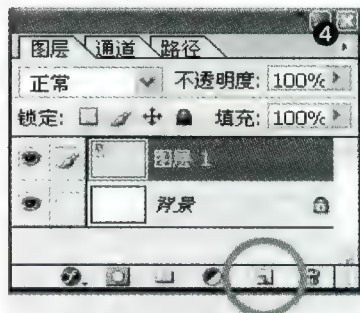 4
图层 通道 路径
正常 不透明度: 100%
锁定: 填充: 100%
图层 1
背景